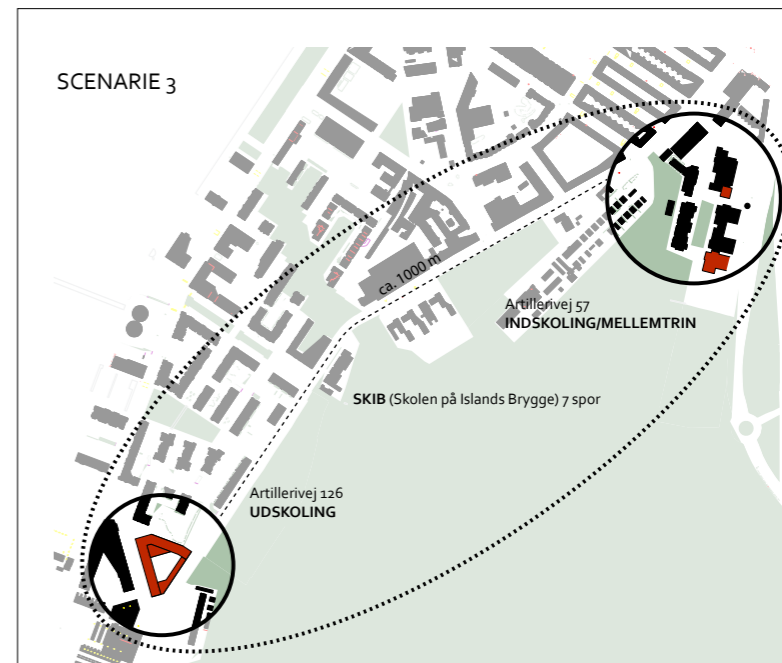 SCENARIE 3
ca. 1000 m
Artillerivej 57
INDSKOLING/MELLEMTRIN
SKIB (Skolen på Islands Brygge) 7 spor
Artillerivej 126
UDSKOLING